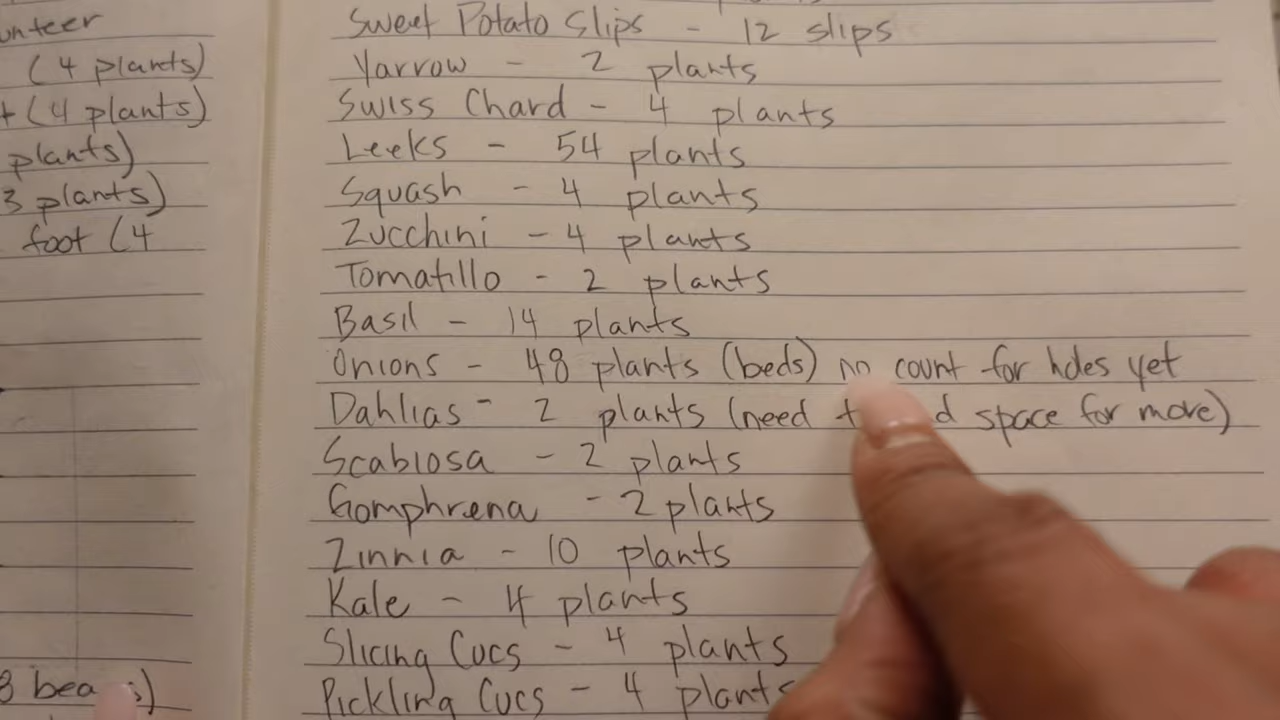 (4 plants)
(4 plants)
plants)
3 plants)
foot (4
Sweet Potato Slips - 12 slips
Yarrow - 2 plants
Swiss Chard - 4 plants
Leeks - 54 plants
Squash - 4 plants
Zucchini - 4 plants
Tomatillo - 2 plants
Basil - 14 plants
Onions - 48 plants (beds) no count for holes yet
Dahlias - 2 plants (need space for more)
Scabiosa - 2 plants
Gomphrena - 2 plants
Zinnia - 10 plants
Kale - 4 plants
Slicing Cucs - 4 plants
Pickling Cucs - 4 plants